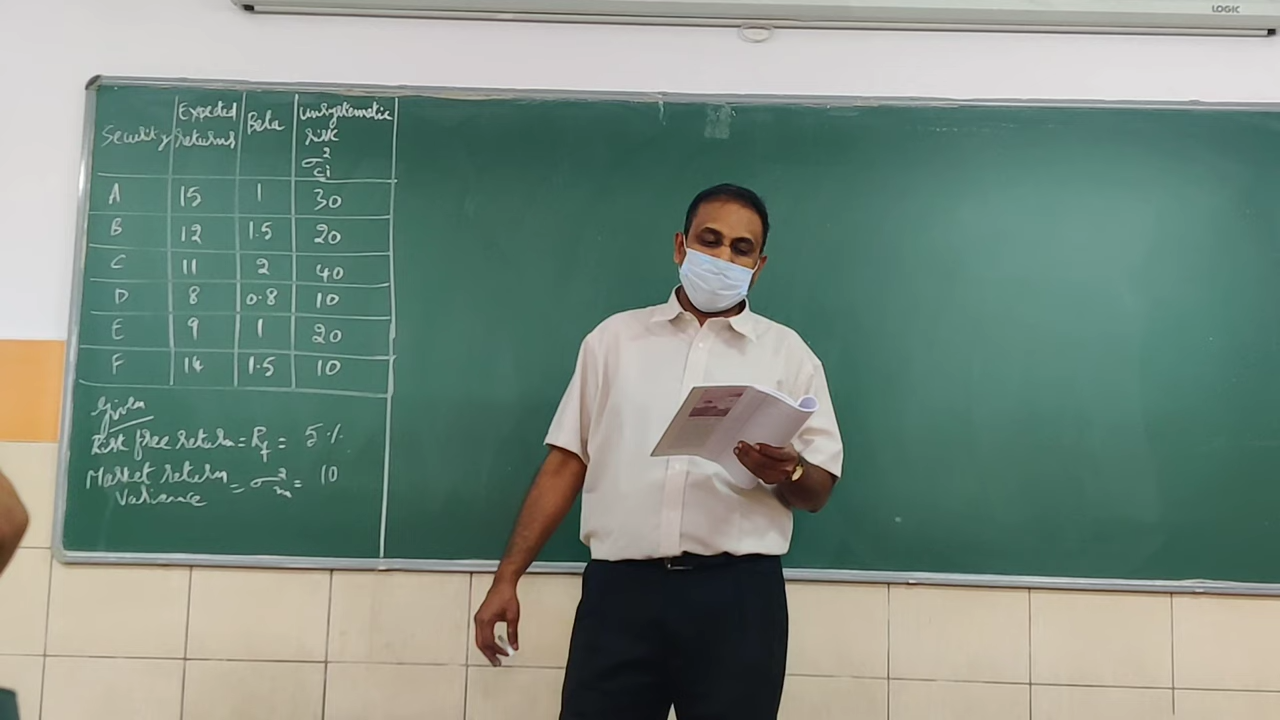 LOGIC
Security | Expected returns | Beta | Unsystematic risk σ²ci
A | 15 | 1 | 30
B | 12 | 1.5 | 20
C | 11 | 2 | 40
D | 8 | 0.8 | 10
E | 9 | 1 | 20
F | 14 | 1.5 | 10
Given
Risk free return = Rf = 5%
Market return
Variance = σ²m = 10